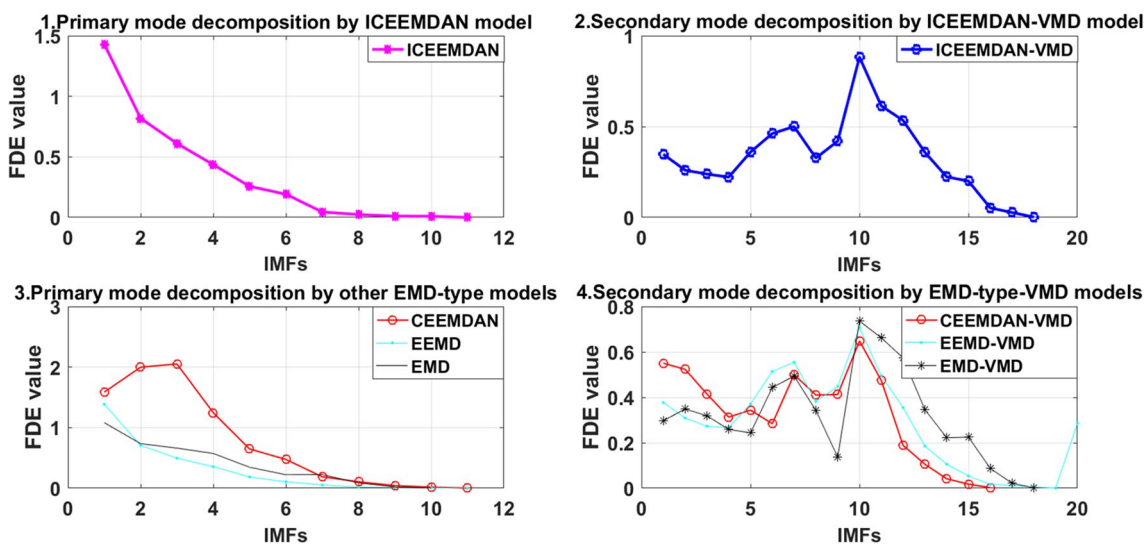 1.Primary mode decomposition by ICEEMDAN model
1.5
1
0.5
0
FDE value
ICEEMDAN
0 2 4 6 8 10 12
IMFs
2.Secondary mode decomposition by ICEEMDAN-VMD model
1
0.5
0
FDE value
ICEEMDAN-VMD
0 5 10 15 20
IMFs
3.Primary mode decomposition by other EMD-type models
3
2
1
0
FDE value
CEEMDAN
EEMD
EMD
0 2 4 6 8 10 12
IMFs
4.Secondary mode decomposition by EMD-type-VMD models
0.8
0.6
0.4
0.2
0
FDE value
CEEMDAN-VMD
EEMD-VMD
EMD-VMD
0 5 10 15 20
IMFs